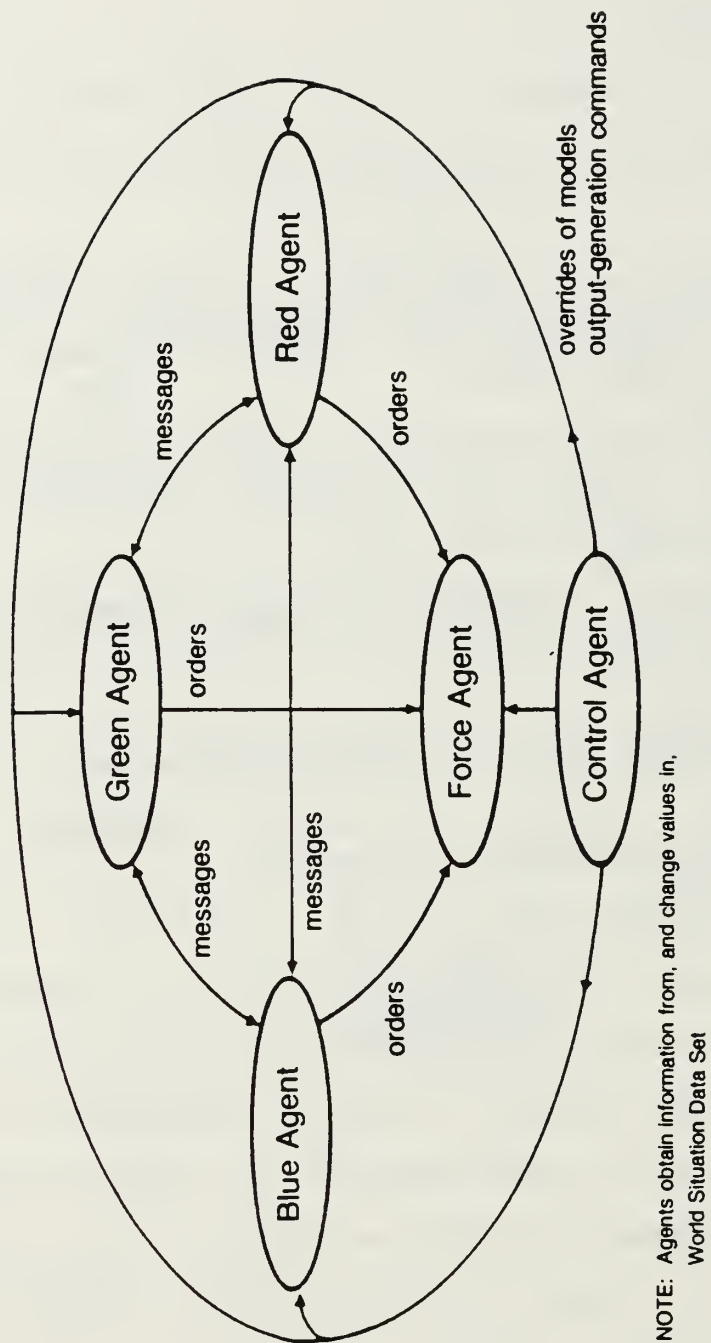 Green Agent
messages
messages
orders
Blue Agent
messages
Red Agent
orders
orders
Force Agent
Control Agent
overrides of models
output-generation commands
NOTE: Agents obtain information from, and change values in,
World Situation Data Set